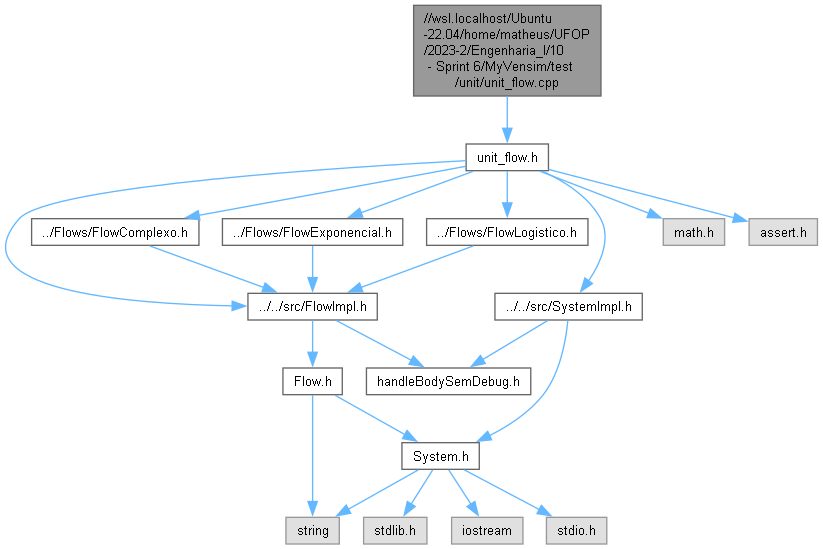 //wsl.localhost/Ubuntu
-22.04/home/matheus/UFOP
/2023-2/Engenharia_I/10
- Sprint 6/MyVensim/test
/unit/unit_flow.cpp
unit_flow.h
../Flows/FlowComplexo.h
../Flows/FlowExponencial.h
../Flows/FlowLogistico.h
math.h
assert.h
../../src/FlowImpl.h
../../src/SystemImpl.h
Flow.h
handleBodySemDebug.h
System.h
string
stdlib.h
iostream
stdio.h